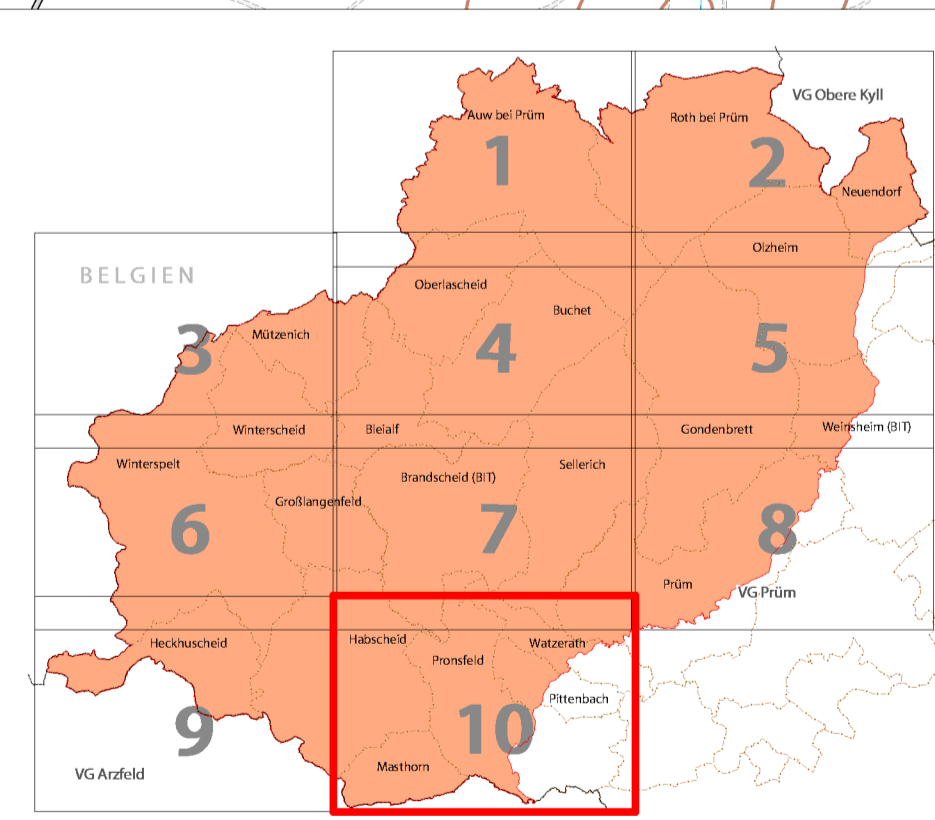 VG Obere Kyll
Auw bei Prüm
Roth bei Prüm
1
2
Neuendorf
Olzheim
BELGIEN
Oberlascheid
Buchet
3
Mützenich
4
5
Winterscheid
Bleialf
Gondenbrett
Weinsheim (BIT)
Winterspelt
Brandscheid (BIT)
Sellerich
Großlangenfeld
6
7
8
Prüm
VG Prüm
Heckhuscheid
Habscheid
Watzerath
Pronsfeld
Pittenbach
9
10
Masthorn
VG Arzfeld